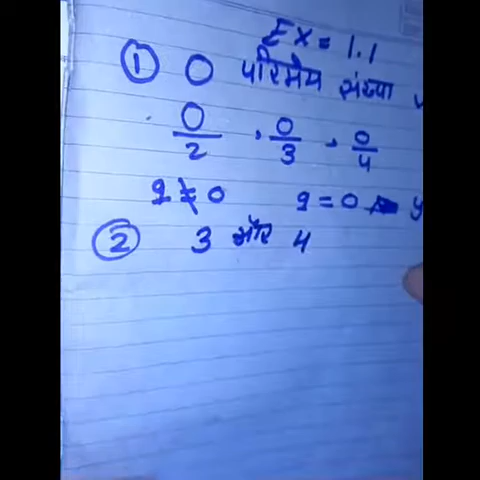 Ex = 1.1
① 0 परिमेय संख्या
0/2 , 0/3 , 0/4
q ≠ 0 q = 0
② 3 और 4